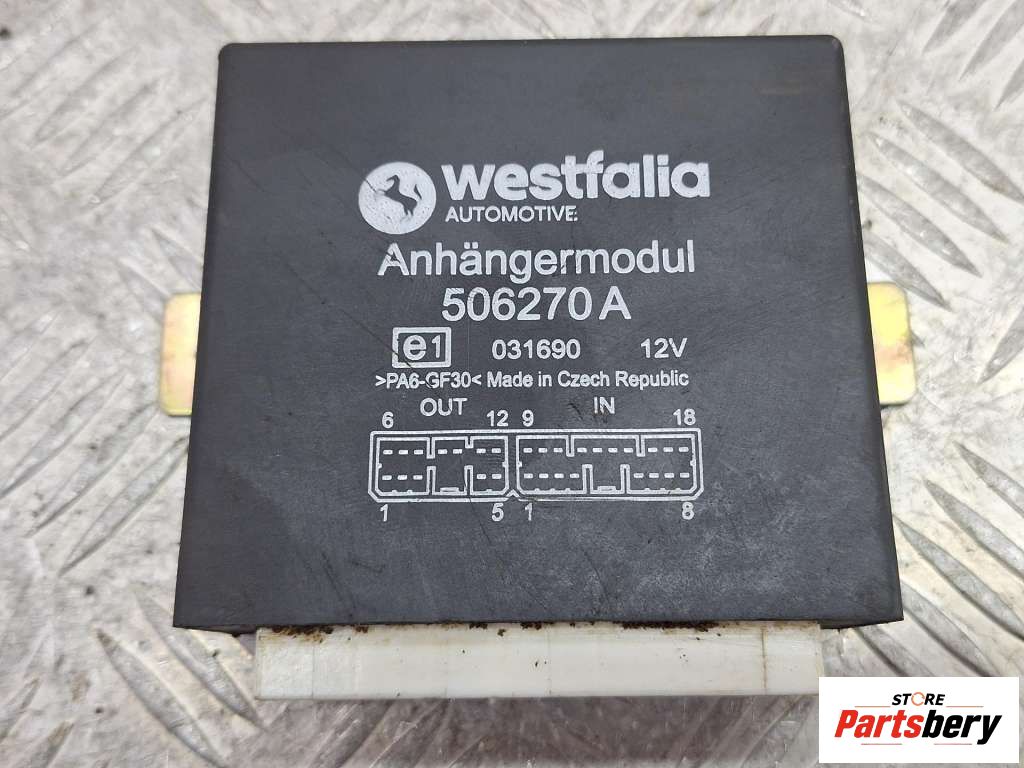 westfalia
AUTOMOTIVE
Anhängermodul
506270 A
e1 031690 12V
>PA6-GF30< Made in Czech Republic
OUT IN
6 12 9 18
1 5 1 8
STORE
Partsbery